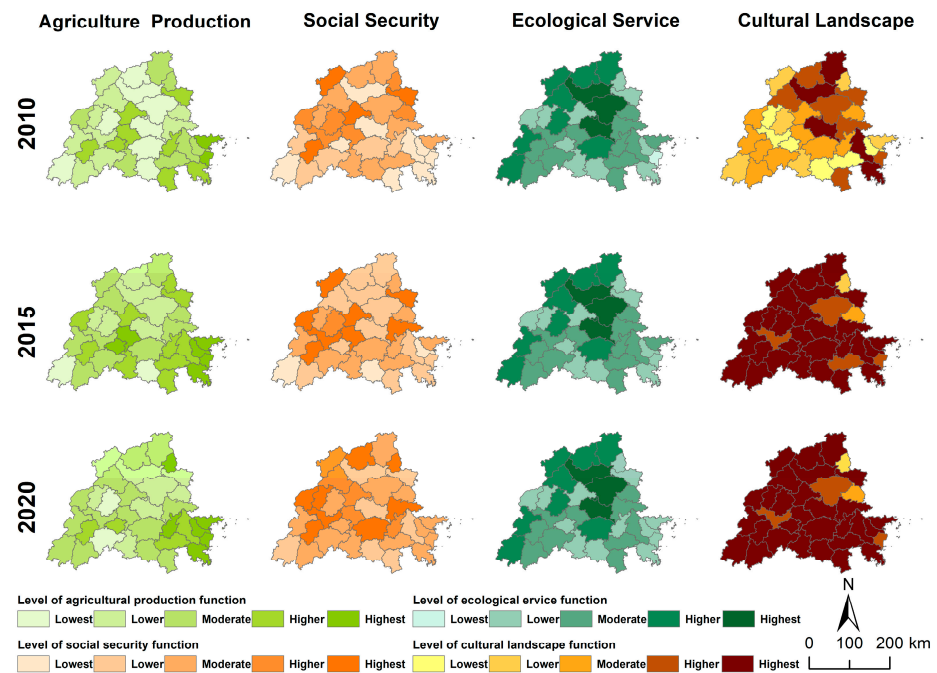 Agriculture Production Social Security Ecological Service Cultural Landscape
2010
2015
2020
Level of agricultural production function
Lowest Lower Moderate Higher Highest
Level of ecological ervice function
Lowest Lower Moderate Higher Highest
Level of social security function
Lowest Lower Moderate Higher Highest
Level of cultural landscape function
Lowest Lower Moderate Higher Highest
N
0 100 200 km